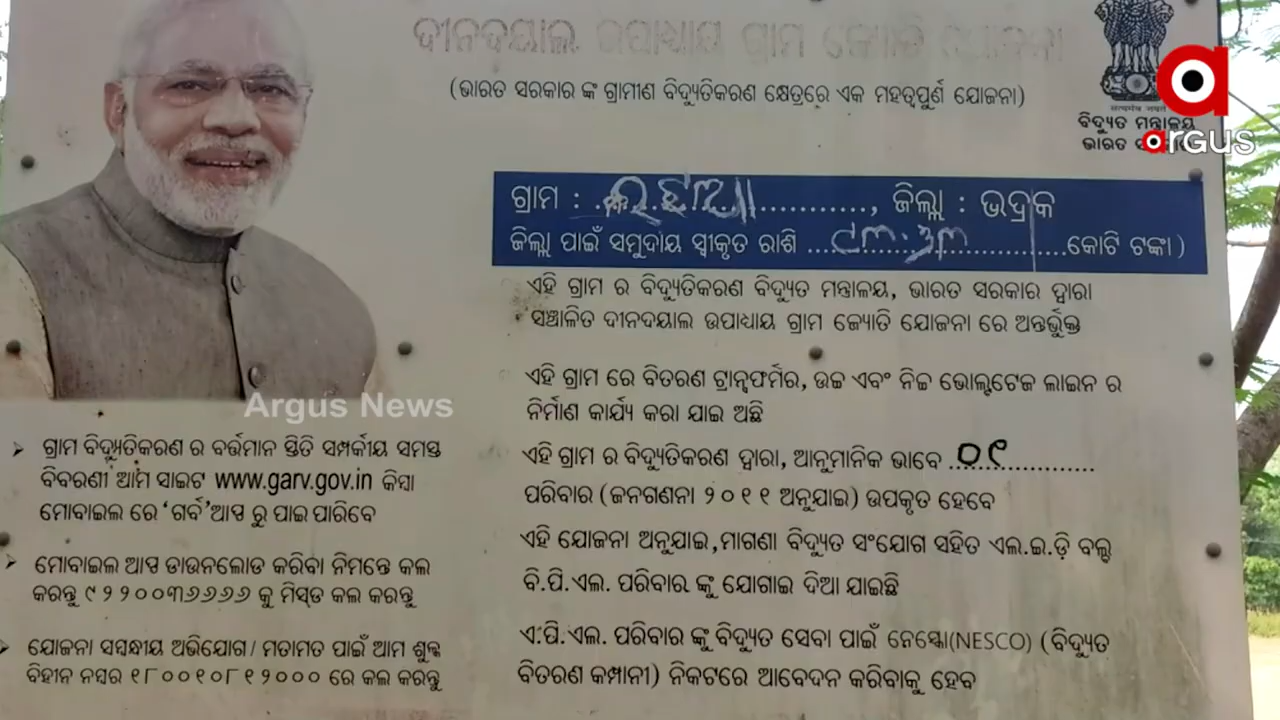 ଦୀନଦୟାଲ ଉପାଧ୍ୟାୟ ଗ୍ରାମ ଜ୍ୟୋତି ଯୋଜନା
(ଭାରତ ସରକାର ଙ୍କ ଗ୍ରାମୀଣ ବିଦ୍ୟୁତିକରଣ କ୍ଷେତ୍ରରେ ଏକ ମହତ୍ୱପୁର୍ଣ ଯୋଜନା)
ବିଦ୍ୟୁତ ମନ୍ତ୍ରାଳୟ
ଭାରତ
aRGUS
ଗ୍ରାମ : ...................., ଜିଲ୍ଲା : ଭଦ୍ରକ
ଜିଲ୍ଲା ପାଇଁ ସମୁଦାୟ ସ୍ୱୀକୃତ ରାଶି ... ୯୩.୬୩ ...କୋଟି ଟଙ୍କା )
ଏହି ଗ୍ରାମ ର ବିଦ୍ୟୁତିକରଣ ବିଦ୍ୟୁତ ମନ୍ତ୍ରାଳୟ, ଭାରତ ସରକାର ଦ୍ୱାରା
ସଞ୍ଚାଳିତ ଦୀନଦୟାଲ ଉପାଧ୍ୟାୟ ଗ୍ରାମ ଜ୍ୟୋତି ଯୋଜନା ରେ ଅନ୍ତର୍ଭୁକ୍ତ
ଏହି ଗ୍ରାମ ରେ ବିତରଣ ଟ୍ରାନ୍ସଫର୍ମର, ଉଚ୍ଚ ଏବଂ ନିଚ୍ଚ ଭୋଲ୍ଟେଜ ଲାଇନ ର
ନିର୍ମାଣ କାର୍ଯ୍ୟ କରା ଯାଇ ଅଛି
ଏହି ଗ୍ରାମ ର ବିଦ୍ୟୁତିକରଣ ଦ୍ୱାରା, ଆନୁମାନିକ ଭାବେ ...୦୧...................
ପରିବାର (ଜନଗଣନା ୨୦୧୧ ଅନୁଯାଇ) ଉପକୃତ ହେବେ
ଏହି ଯୋଜନା ଅନୁଯାଇ,ମାଗଣା ବିଦ୍ୟୁତ ସଂଯୋଗ ସହିତ ଏଲ.ଇ.ଡ଼ି ବଲ୍ବ
ବି.ପି.ଏଲ. ପରିବାର ଙ୍କୁ ଯୋଗାଇ ଦିଆ ଯାଇଛି
ଏ.ପି.ଏଲ. ପରିବାର ଙ୍କୁ ବିଦ୍ୟୁତ ସେବା ପାଇଁ ନେସ୍କୋ(NESCO) (ବିଦ୍ୟୁତ
ବିତରଣ କମ୍ପାନୀ) ନିକଟରେ ଆବେଦନ କରିବାକୁ ହେବ
Argus News
ଗ୍ରାମ ବିଦ୍ୟୁତିକରଣ ର ବର୍ତ୍ତମାନ ସ୍ତିତି ସମ୍ପର୍କୀୟ ସମସ୍ତ
ବିବରଣୀ ଆମ ସାଇଟ www.garv.gov.in କିମ୍ବା
ମୋବାଇଲ ରେ 'ଗର୍ବ' ଆପ୍ପ ରୁ ପାଇ ପାରିବେ
ମୋବାଇଲ ଆପ୍ପ ଡାଉନଲୋଡ କରିବା ନିମନ୍ତେ କଲ
କରନ୍ତୁ ୯୨୨୦୦୩୬୬୬୬ କୁ ମିସ୍‌ଡ କଲ କରନ୍ତୁ
ଯୋଜନା ସମ୍ବନ୍ଧୀୟ ଅଭିଯୋଗ/ ମତାମତ ପାଇଁ ଆମ ଶୁଳ୍କ
ବିହୀନ ନମ୍ବର ୧୮୦୦୧୦୮୧୨୦୦୦ ରେ କଲ କରନ୍ତୁ